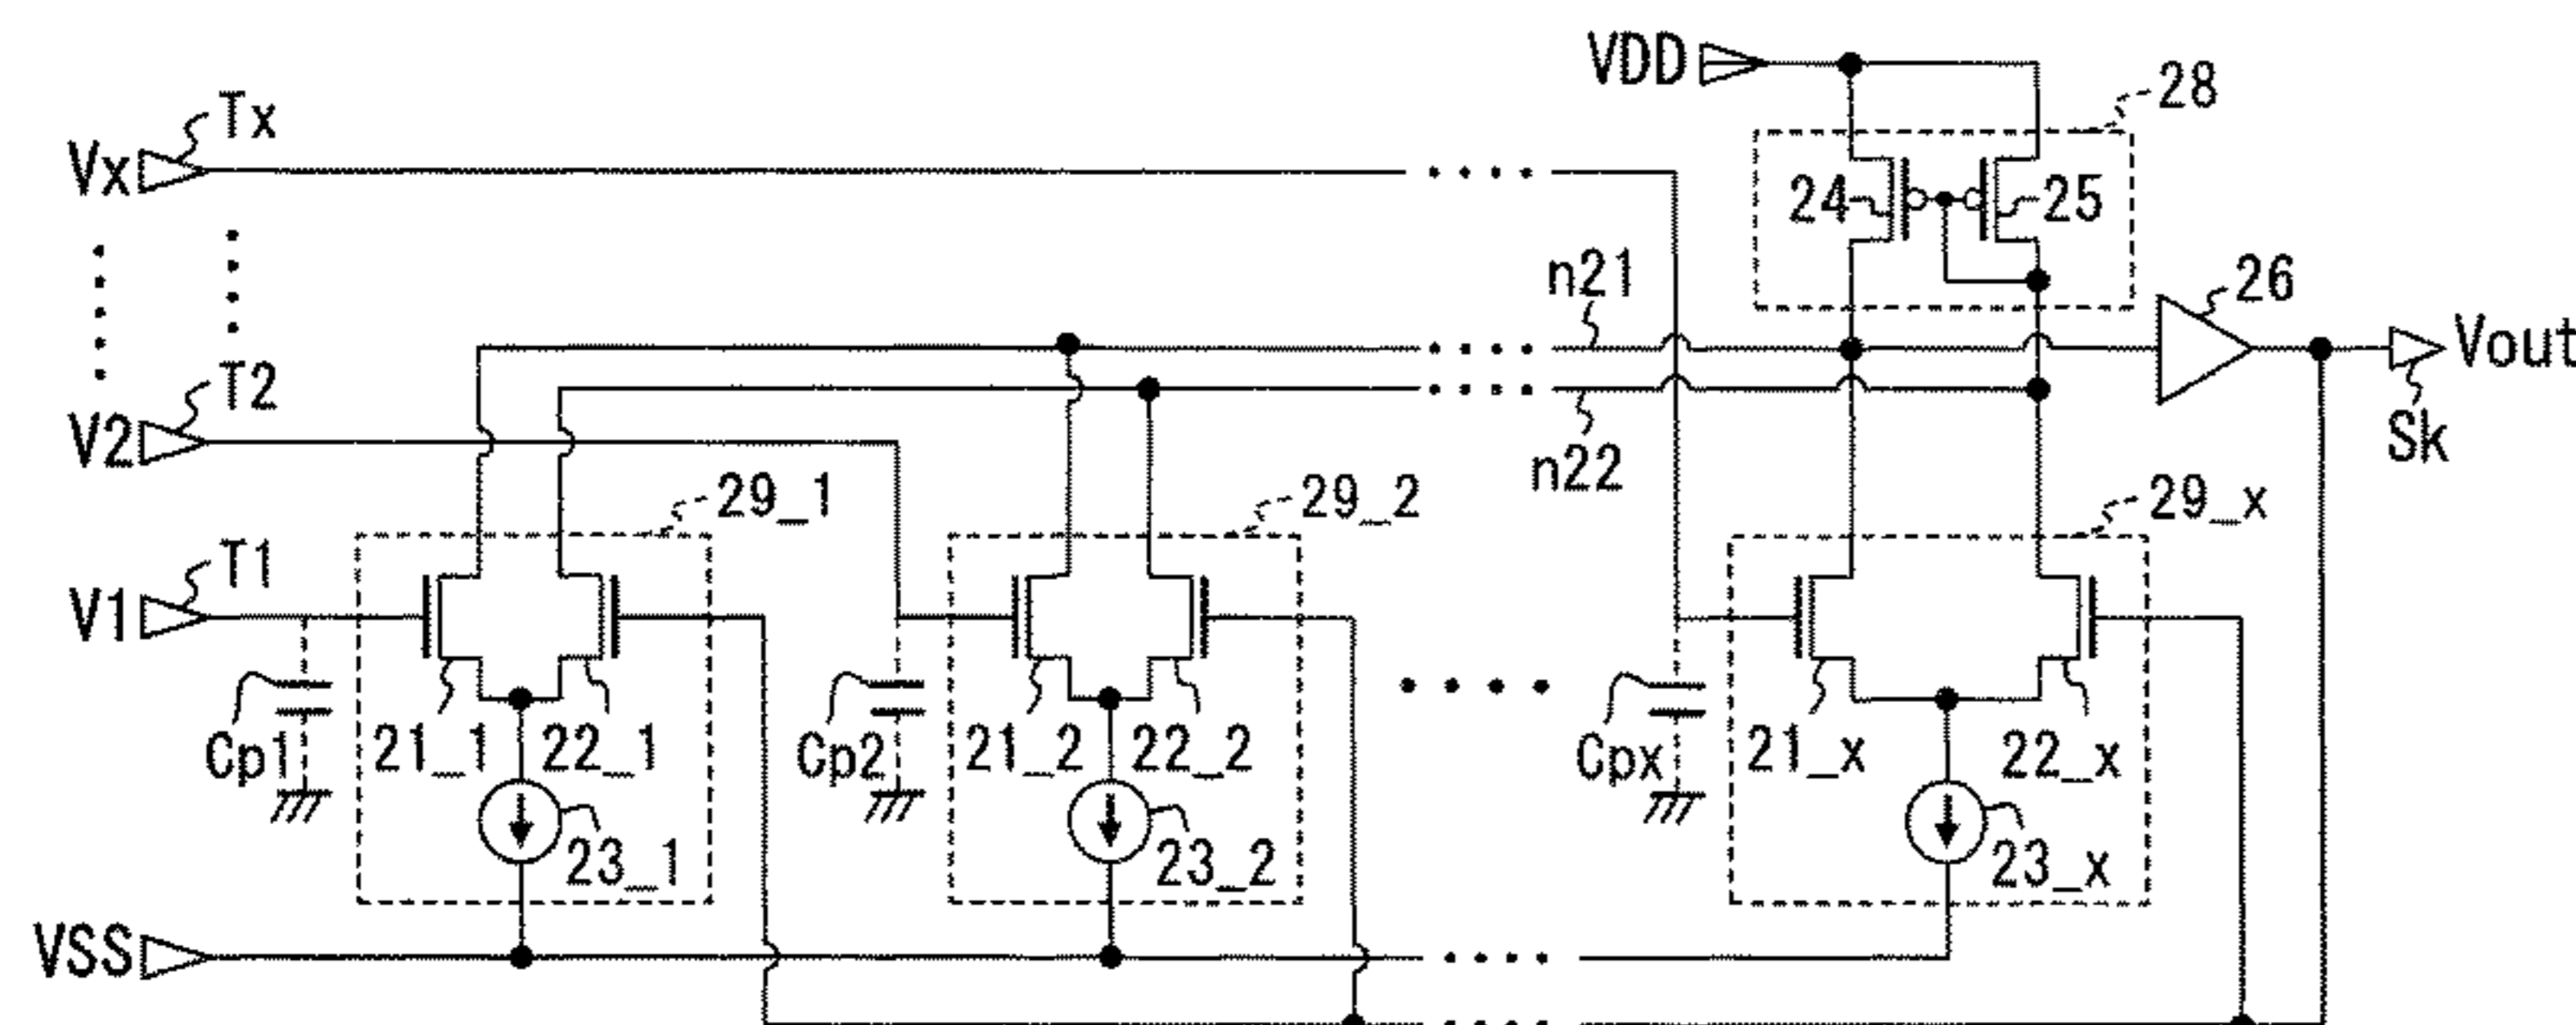 VDD
28
Tx
Vx
24
25
n21
26
Vout
T2
V2
n22
Sk
29_1
29_2
29_x
T1
V1
Cp1
21_1
22_1
Cp2
21_2
22_2
Cpx
21_x
22_x
23_1
23_2
23_x
VSS